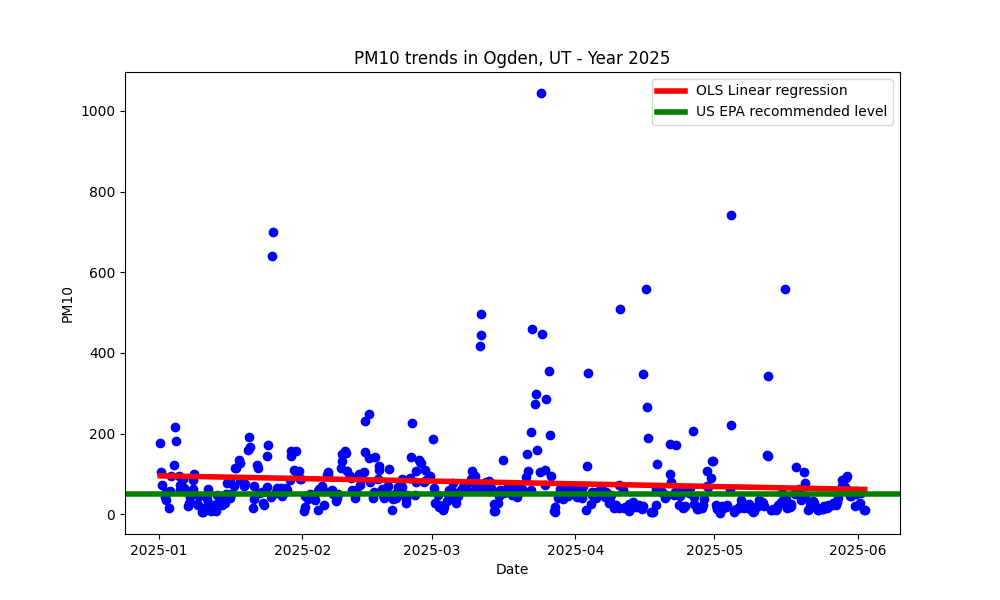 PM10 trends in Ogden, UT - Year 2025
OLS Linear regression
US EPA recommended level
1000
800
600
400
200
0
PM10
2025-01
2025-02
2025-03
2025-04
2025-05
2025-06
Date